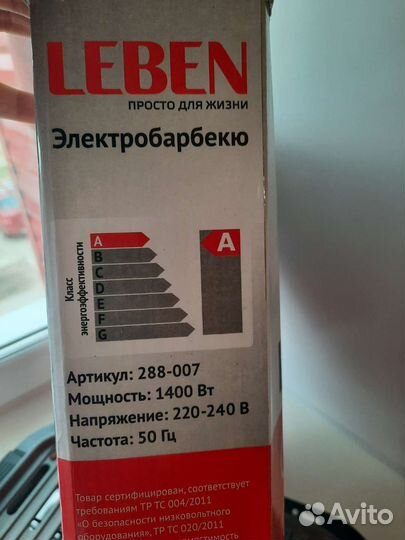 LEBEN
ПРОСТО ДЛЯ ЖИЗНИ
Электробарбекю
Класс
энергоэффективности
A
B
C
D
E
F
G
A
Артикул: 288-007
Мощность: 1400 Вт
Напряжение: 220-240 В
Частота: 50 Гц
Товар сертифицирован, соответствует
требованиям ТР ТС 004/2011
«О безопасности низковольтного
оборудования», ТР ТС 020/2011
Avito